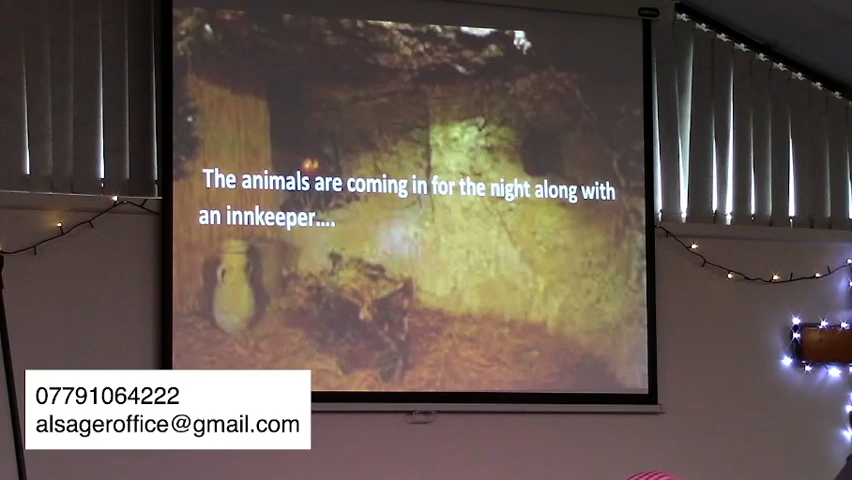 The animals are coming in for the night along with
an innkeeper....
07791064222
alsageroffice@gmail.com